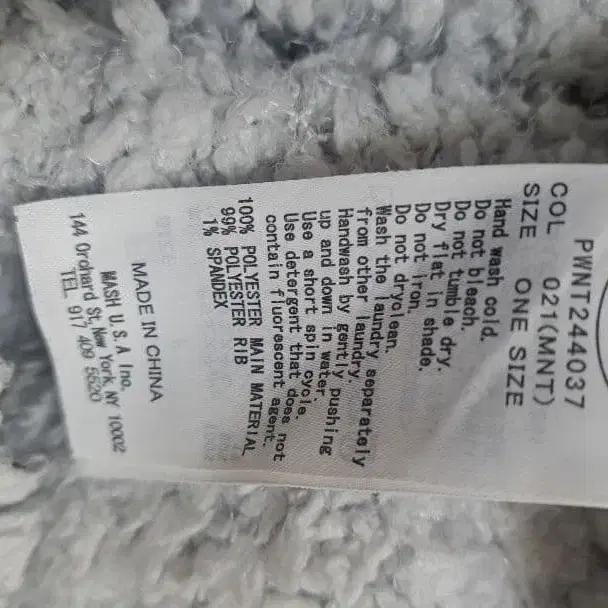 PWNT244037
COL 021(MNT)
SIZE ONE SIZE
Hand wash cold.
Do not bleach.
Do not tumble dry.
Dry flat in shade.
Do not iron.
Do not dryclean.
Wash the laundry separately
from other laundry.
Handwash by gently pushing
up and down in water.
Use a short spin cycle.
Use detergent that does not
contain fluorescent agent.
100% POLYESTER MAIN MATERIAL
99% POLYESTER RIB
1% SPANDEX
MADE IN CHINA
MASH U.S.A Inc.
144 Orohard St, New York, NY 10002
TEL 917 409 5520